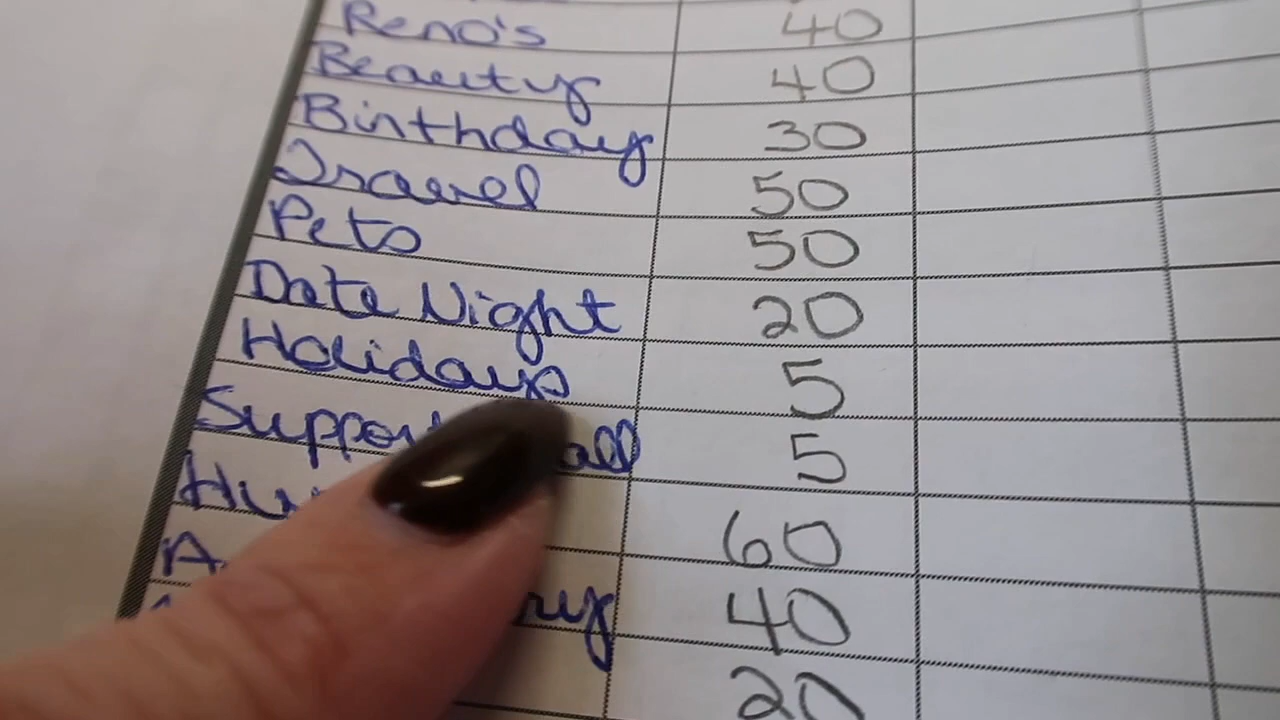 Reno's 40
Beauty 40
Birthday 30
Travel 50
Pets 50
Date Night 20
Holidays 5
5
60
40
20